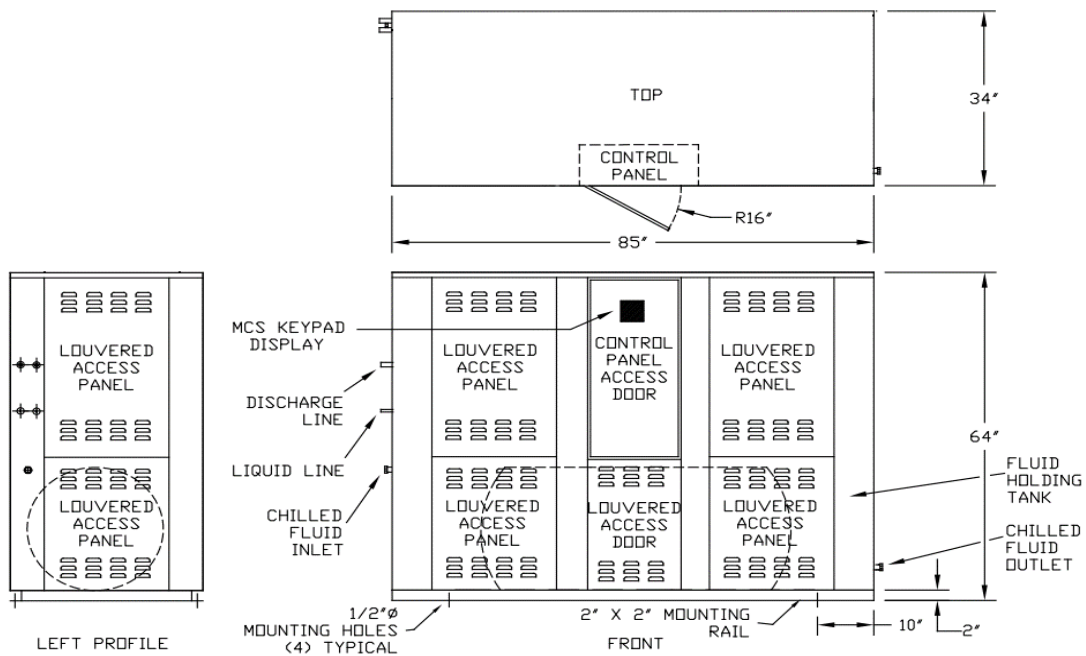 TOP
34"
CONTROL
PANEL
R16"
85"
MCS KEYPAD
DISPLAY
DISCHARGE
LINE
LIQUID LINE
CHILLED
FLUID
INLET
LOUVERED
ACCESS
PANEL
LOUVERED
ACCESS
PANEL
LOUVERED
ACCESS
PANEL
CONTROL
PANEL
ACCESS
DOOR
LOUVERED
ACCESS
PANEL
LOUVERED
ACCESS
PANEL
LOUVERED
ACCESS
DOOR
LOUVERED
ACCESS
PANEL
64"
FLUID
HOLDING
TANK
CHILLED
FLUID
OUTLET
1/2"Ø
MOUNTING HOLES
(4) TYPICAL
2" X 2" MOUNTING
RAIL
10"
2"
LEFT PROFILE
FRONT